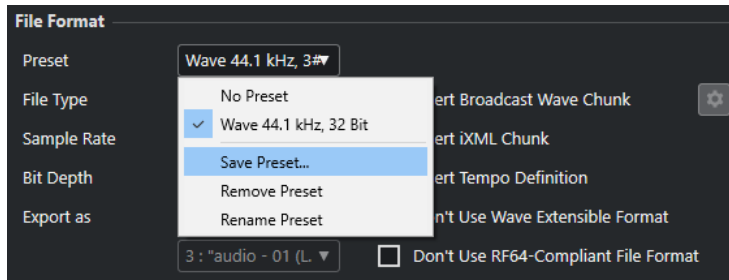 File Format
Preset
Wave 44.1 kHz, 3
No Preset
File Type
ert Broadcast Wave Chunk
Wave 44.1 kHz, 32 Bit
Sample Rate
ert iXML Chunk
Save Preset...
Bit Depth
ert Tempo Definition
Remove Preset
Export as
Rename Preset
n't Use Wave Extensible Format
3 : "audio - 01 (L.
Don't Use RF64-Compliant File Format